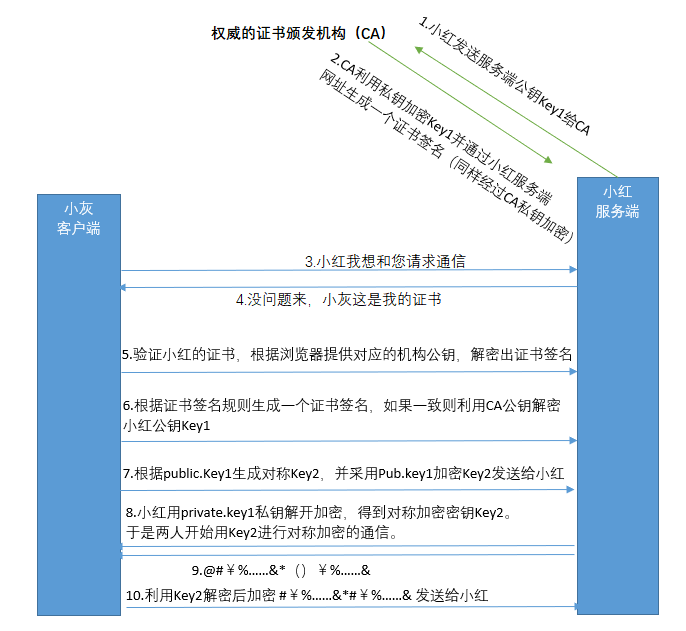 权威的证书颁发机构（CA）
1.小红发送服务端公钥Key1给CA
2.CA利用私钥加密Key1并通过小红服务端
网址生成一个证书签名（同样经过CA私钥加密）
小灰
客户端
小红
服务端
3.小红我想和您请求通信
4.没问题来，小灰这是我的证书
5.验证小红的证书，根据浏览器提供对应的机构公钥，解密出证书签名
6.根据证书签名规则生成一个证书签名，如果一致则利用CA公钥解密
小红公钥Key1
7.根据public.Key1生成对称Key2，并采用Pub.key1加密Key2发送给小红
8.小红用private.key1私钥解开加密，得到对称加密密钥Key2。
于是两人开始用Key2进行对称加密的通信。
9.@#￥%……&*（）￥%……&
10.利用Key2解密后加密 #￥%……&*#￥%……& 发送给小红